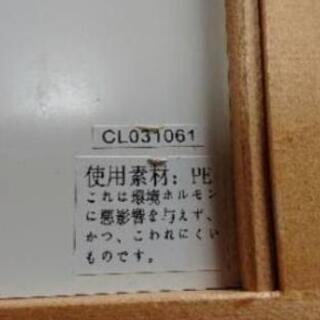 CL031061
使用素材：PE
これは環境ホルモン
に悪影響を与えず、
かつ、こわれにくい
ものです。